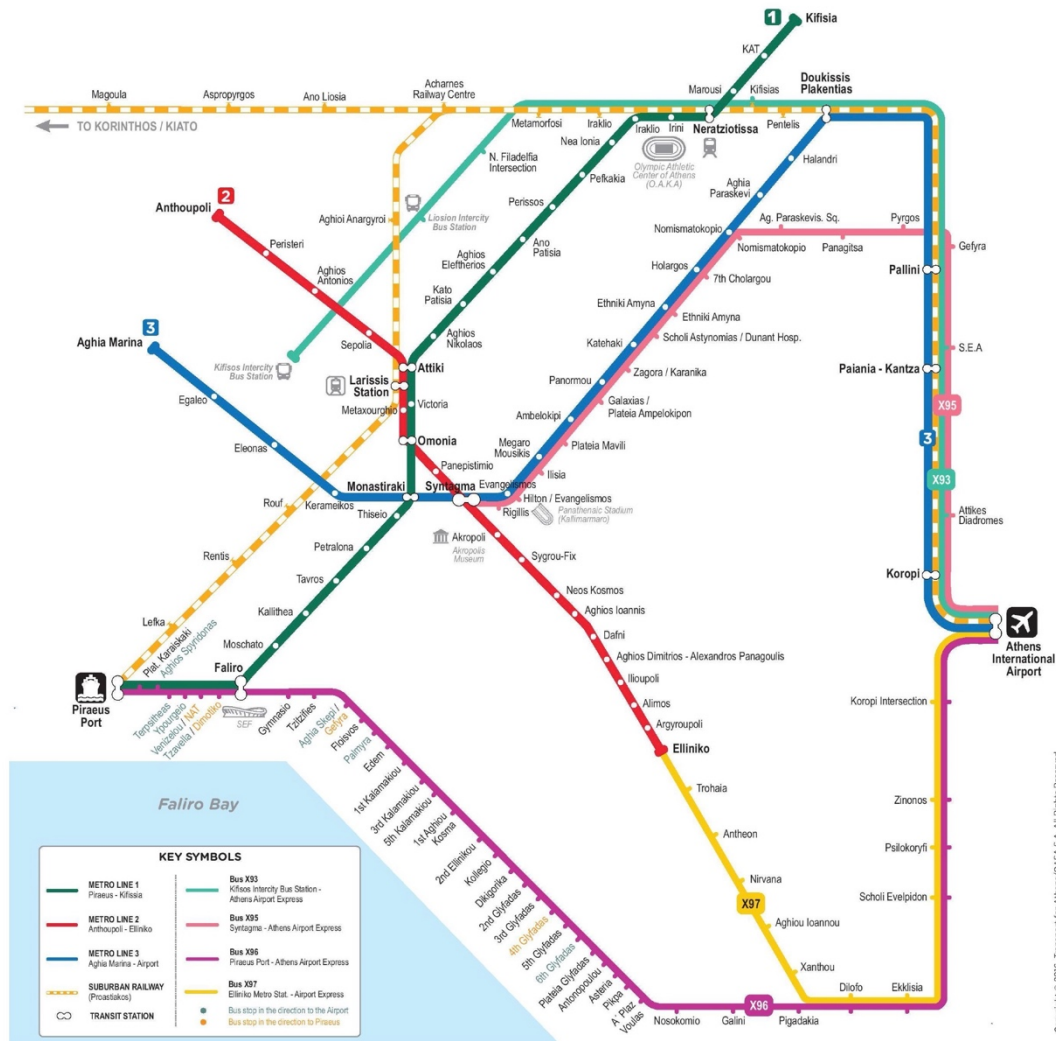 1
Kifisia
KAT
Magoula
Aspropyrgos
Ano Liosia
Acharnes
Railway Centre
Marousi
Kifisias
Doukissis
Plakentias
TO KORINTHOS / KIATO
Metamorfosi
Iraklio
Iraklio
Irini
Neratziotissa
Pentelis
Olympic Athletic
Center of Athens
(O.A.K.A)
Nea Ionia
N. Filadelfia
Intersection
Pefkakia
Halandri
Aghia
Paraskevi
2
Anthoupoli
Peristeri
Aghioi Anargyroi
Liosion Intercity
Bus Station
Perissos
Ano
Patisia
Nomismatokopio
Ag. Paraskevis. Sq.
Pyrgos
Nomismatokopio
Panagitsa
Gefyra
Aghios
Antonios
Aghios
Eleftherios
Holargos
7th Cholargou
Pallini
Kato
Patisia
Ethniki Amyna
Ethniki Amyna
3
Aghia Marina
Sepolia
Aghios
Nikolaos
Katehaki
Scholi Astynomias / Dunant Hosp.
S.E.A
Kifisos Intercity
Bus Station
Attiki
Larissis
Station
Panormou
Zagora / Karanika
Paiania - Kantza
Egaleo
Metaxourghio
Victoria
Galaxias /
Plateia Ampelokipon
X95
Ambelokipi
3
Eleonas
Omonia
Megaro
Mousikis
Plateia Mavili
Panepistimio
Ilisia
X93
Monastiraki
Syntagma
Evangelismos
Kerameikos
Hilton / Evangelismos
Rouf
Rigillis
Panathenaic Stadium
(Kallimarmaro)
Attikes
Diadromes
Thiseio
Akropoli
Akropolis
Museum
Petralona
Sygrou-Fix
Rentis
Koropi
Tavros
Neos Kosmos
Kallithea
Aghios Ioannis
Lefka
Dafni
Athens
International
Airport
Plat. Karaiskaki
Aghios Spyridonas
Moschato
Aghios Dimitrios - Alexandros Panagoulis
Faliro
Ilioupoli
Piraeus
Port
Alimos
Koropi Intersection
Terpsitheas
Ypourgeio
Venizelou / NAT
Tzavella / Dimotiko
SEF
Gymnasio
Tzitzifies
Aghia Skepi /
Gefyra
Floisvos
Palmyra
Edem
Argyroupoli
Elliniko
1st Kalamakiou
3rd Kalamakiou
5th Kalamakiou
1st Aghiou
Kosma
2nd Ellinikou
Kollegio
Dikigorika
2nd Glyfadas
3rd Glyfadas
4th Glyfadas
5th Glyfadas
6th Glyfadas
Plateia Glyfadas
Antonopoulou
Asteria
Pikpa
A' Plaz
Voulas
Trohaia
Zinonos
Antheon
Psilokoryfi
Nirvana
Scholi Evelpidon
X97
Aghiou Ioannou
Xanthou
Dilofo
Ekklisia
X96
Nosokomio
Galini
Pigadakia
Faliro Bay
KEY SYMBOLS
METRO LINE 1
Piraeus - Kifissia
METRO LINE 2
Anthoupoli - Elliniko
METRO LINE 3
Aghia Marina - Airport
SUBURBAN RAILWAY
(Proastiakos)
TRANSIT STATION
Bus X93
Kifisos Intercity Bus Station -
Athens Airport Express
Bus X95
Syntagma - Athens Airport Express
Bus X96
Piraeus Port - Athens Airport Express
Bus X97
Elliniko Metro Stat. - Airport Express
Bus stop in the direction to the Airport
Bus stop in the direction to Piraeus